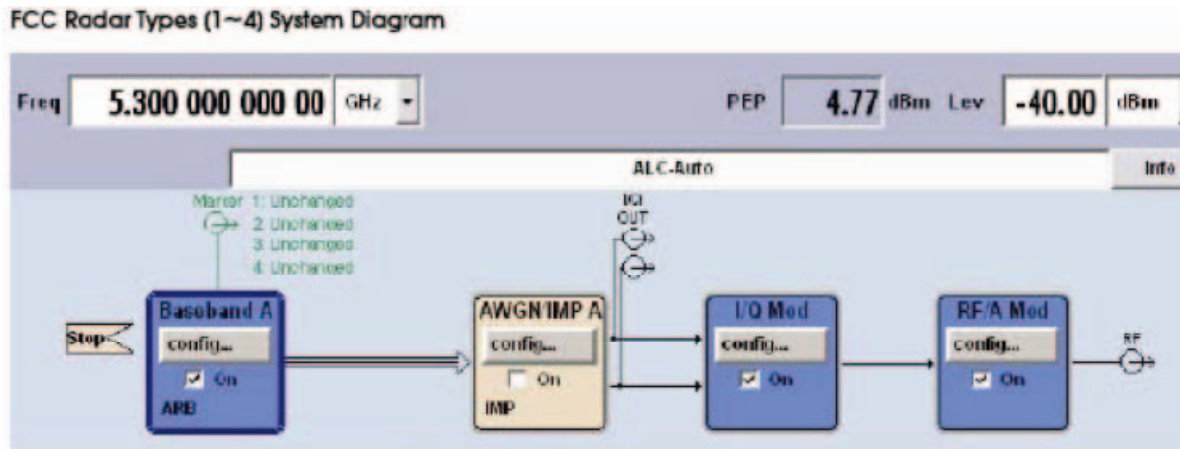 FCC Radar Types (1~4) System Diagram
Freq 5.300 000 000 00 GHz PEP 4.77 dBm Lev -40.00 dBm
ALC-Auto Info
Marker 1: Unchanged
2: Unchanged
3: Unchanged
4: Unchanged
OUT
Stop
Baseband A
config...
On
ARB
AWGN/IMP A
config...
On
IMP
I/Q Mod
config...
On
RF/A Mod
config...
On
RF